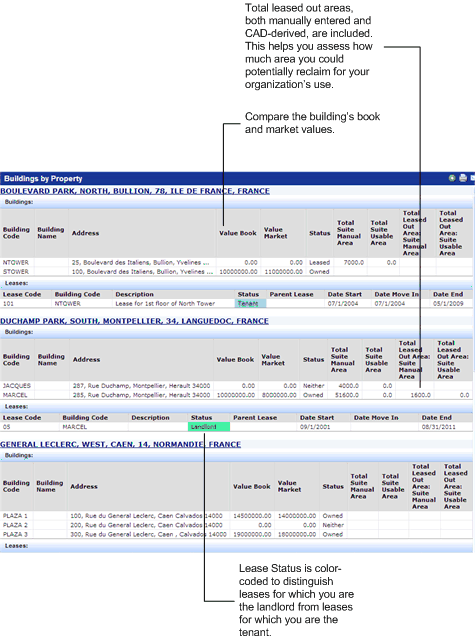 Total leased out areas,
both manually entered and
CAD-derived, are included.
This helps you assess how
much area you could
potentially reclaim for your
organization's use.
Compare the building's book
and market values.
Buildings by Property
BOULEVARD PARK, NORTH, BULLION, 78, ILE DE FRANCE, FRANCE
Buildings:
Building Code Building Name Address Value Book Value Market Status Total Suite Manual Area Total Suite Usable Area Total Leased Out Area: Suite Manual Area Total Leased Out Area: Suite Usable Area
NTOWER 25, Boulevard des Italiens, Bullion, Yvelines ... 0.00 0.00 Leased 7000.0 0.0
STOWER 100, Boulevard des Italiens, Bullion, Yvelines ... 10000000.00 11000000.00 Owned
Leases:
Lease Code Building Code Description Status Parent Lease Date Start Date Move In Date End
101 NTOWER Lease for 1st floor of North Tower Tenant 07/1/2004 07/1/2004 05/1/2009
DUCHAMP PARK, SOUTH, MONTPELLIER, 34, LANGUEDOC, FRANCE
Buildings:
Building Code Building Name Address Value Book Value Market Status Total Suite Manual Area Total Suite Usable Area Total Leased Out Area: Suite Manual Area Total Leased Out Area: Suite Usable Area
JACQUES 287, Rue Duchamp, Montpellier, Herault 34000 0.00 0.00 Neither 4000.0 0.0
MARCEL 285, Rue Duchamp, Montpellier, Herault 34000 10000000.00 8000000.00 Owned 51600.0 0.0 1600.0 0.0
Leases:
Lease Code Building Code Description Status Parent Lease Date Start Date Move In Date End
05 MARCEL Landlord 09/1/2001 08/31/2011
GENERAL LECLERC, WEST, CAEN, 14, NORMANDIE, FRANCE
Buildings:
Building Code Building Name Address Value Book Value Market Status Total Suite Manual Area Total Suite Usable Area Total Leased Out Area: Suite Manual Area Total Leased Out Area: Suite Usable Area
PLAZA 1 100, Rue du General Leclerc, Caen Calvados 14000 14500000.00 14000000.00 Owned
PLAZA 2 200, Rue du General Leclerc, Caen Calvados 14000 0.00 0.00 Neither
PLAZA 3 300, Rue du General Leclerc, Caen , Calvados 14000 19000000.00 18000000.00 Owned
Leases:
Lease Status is color-
coded to distinguish
leases for which you are
the landlord from leases
for which you are the
tenant.